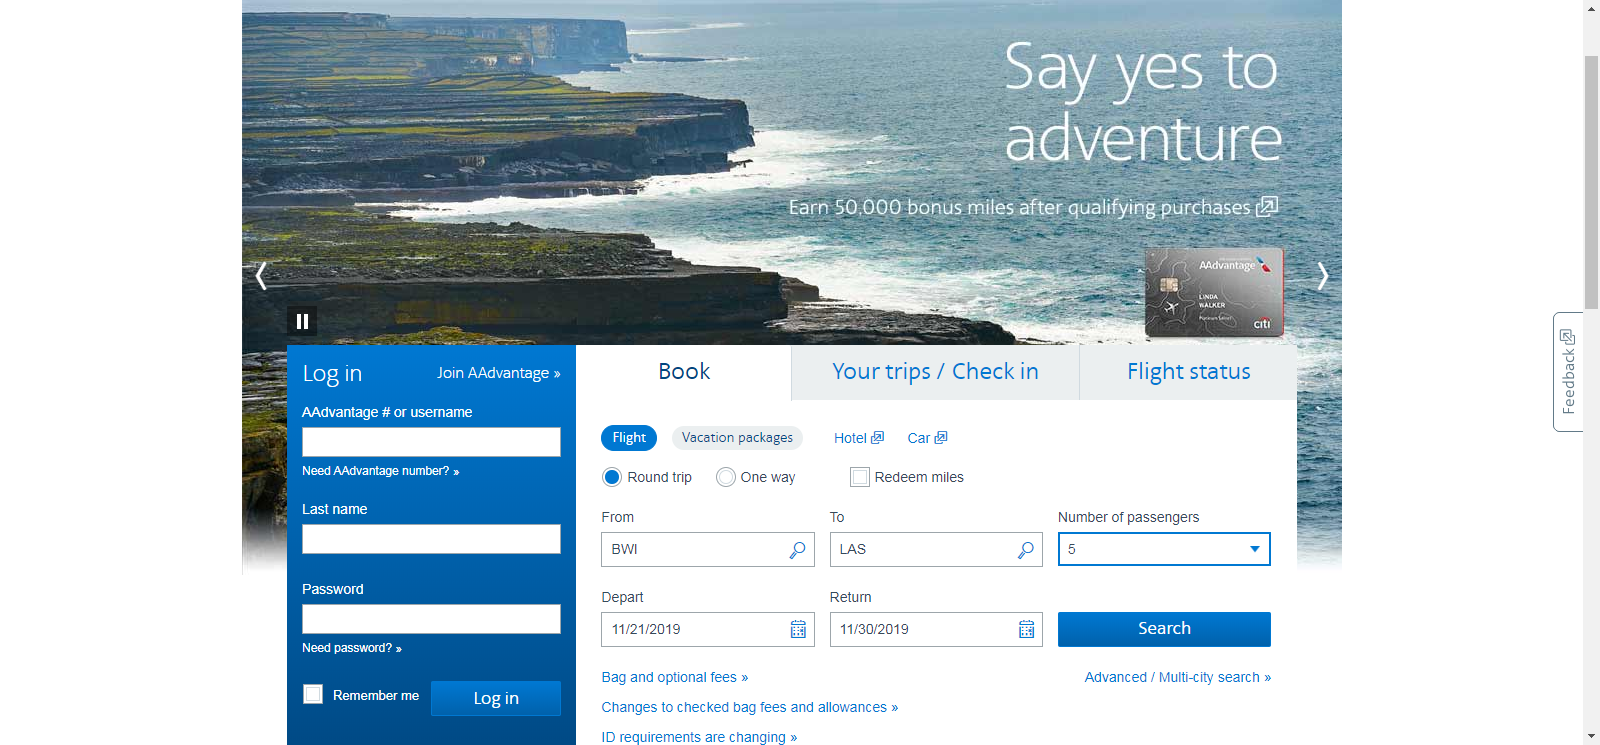 Say yes to
adventure
Earn 50,000 bonus miles after qualifying purchases
AAdvantage
LINDA
WALKER
citi
Feedback
Log in
Join AAdvantage »
AAdvantage # or username
Need AAdvantage number? »
Last name
Password
Need password? »
Remember me
Log in
Book
Your trips / Check in
Flight status
Flight
Vacation packages
Hotel
Car
Round trip
One way
Redeem miles
From
To
Number of passengers
BWI
LAS
5
Depart
Return
11/21/2019
11/30/2019
Search
Bag and optional fees »
Advanced / Multi-city search »
Changes to checked bag fees and allowances »
ID requirements are changing »